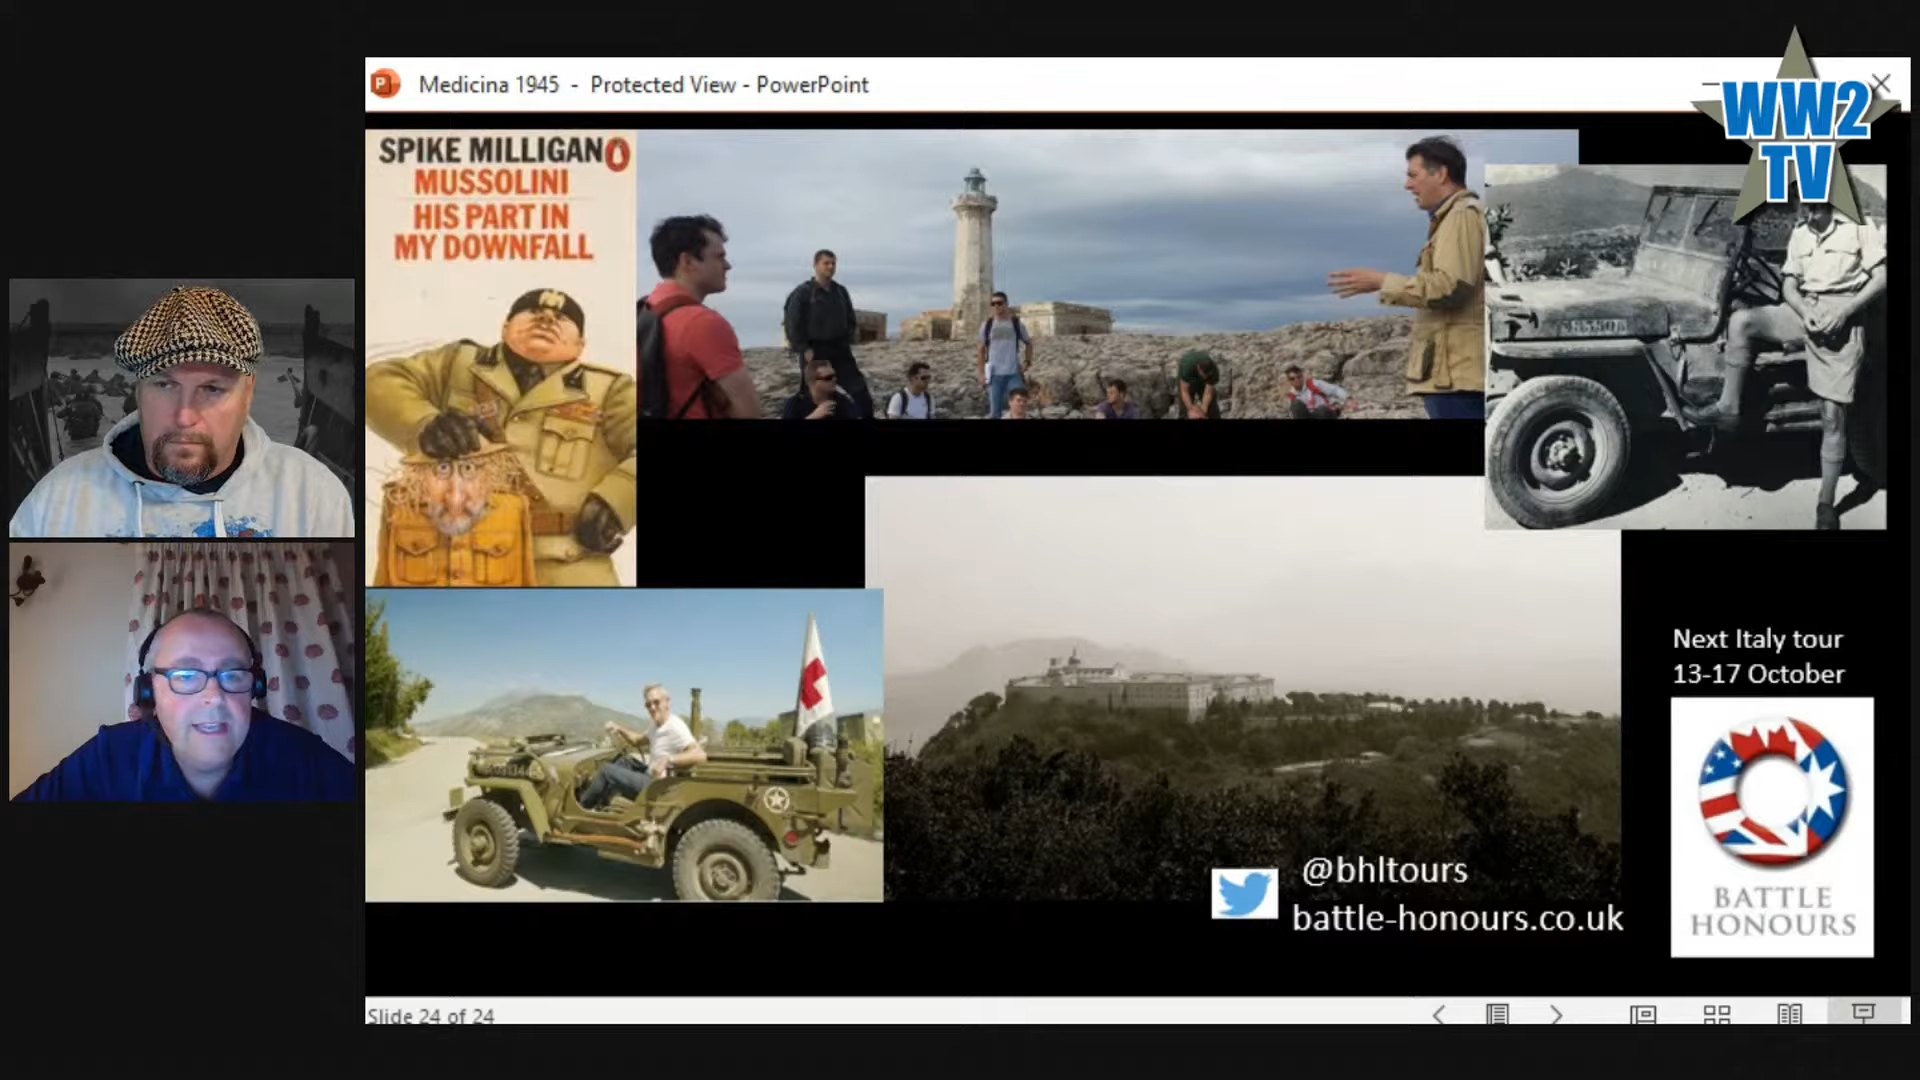 Medicina 1945 - Protected View - PowerPoint
WW2
TV
SPIKE MILLIGAN
MUSSOLINI
HIS PART IN
MY DOWNFALL
Next Italy tour
13-17 October
@bhltours
battle-honours.co.uk
BATTLE
HONOURS
Slide 24 of 24